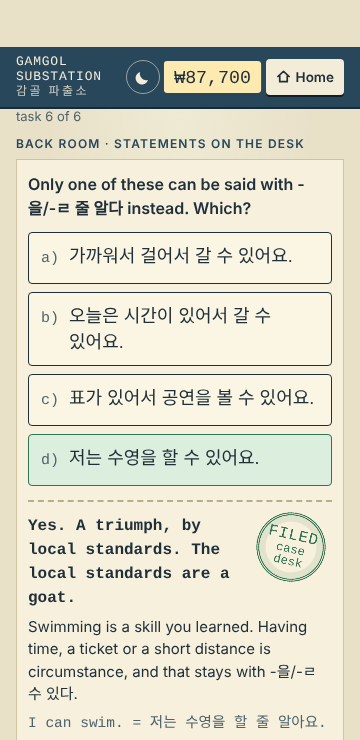 GAMGOL
SUBSTATION
감골 파출소
₩87,700
Home
task 6 of 6
BACK ROOM · STATEMENTS ON THE DESK
Only one of these can be said with -
을/-ㄹ 줄 알다 instead. Which?
a) 가까워서 걸어서 갈 수 있어요.
b) 오늘은 시간이 있어서 갈 수
있어요.
c) 표가 있어서 공연을 볼 수 있어요.
d) 저는 수영을 할 수 있어요.
Yes. A triumph, by
local standards. The
local standards are a
goat.
FILED
case
desk
Swimming is a skill you learned. Having
time, a ticket or a short distance is
circumstance, and that stays with -을/-ㄹ
수 있다.
I can swim. = 저는 수영을 할 줄 알아요.